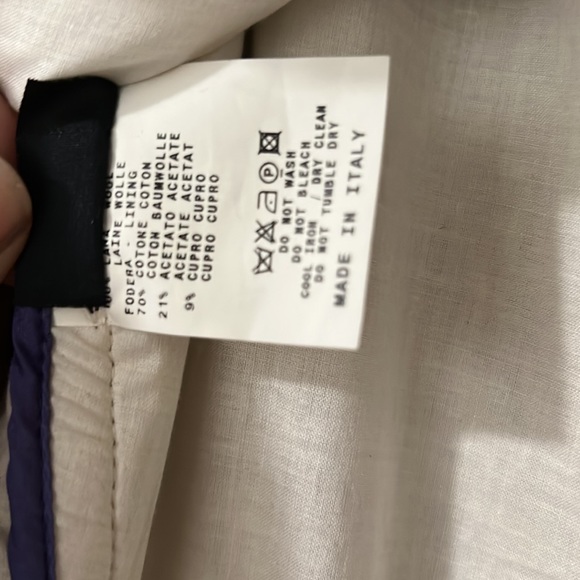 LANA WOOL
LAINE WOLLE
FODERA - LINING
70% COTONE COTON
COTON BAUMWOLLE
21% ACETATO ACETATE
ACETATE ACETAT
9% CUPRO CUPRO
CUPRO CUPRO
P
DO NOT WASH
DO NOT BLEACH
COOL IRON / DRY CLEAN
DO NOT TUMBLE DRY
MADE IN ITALY